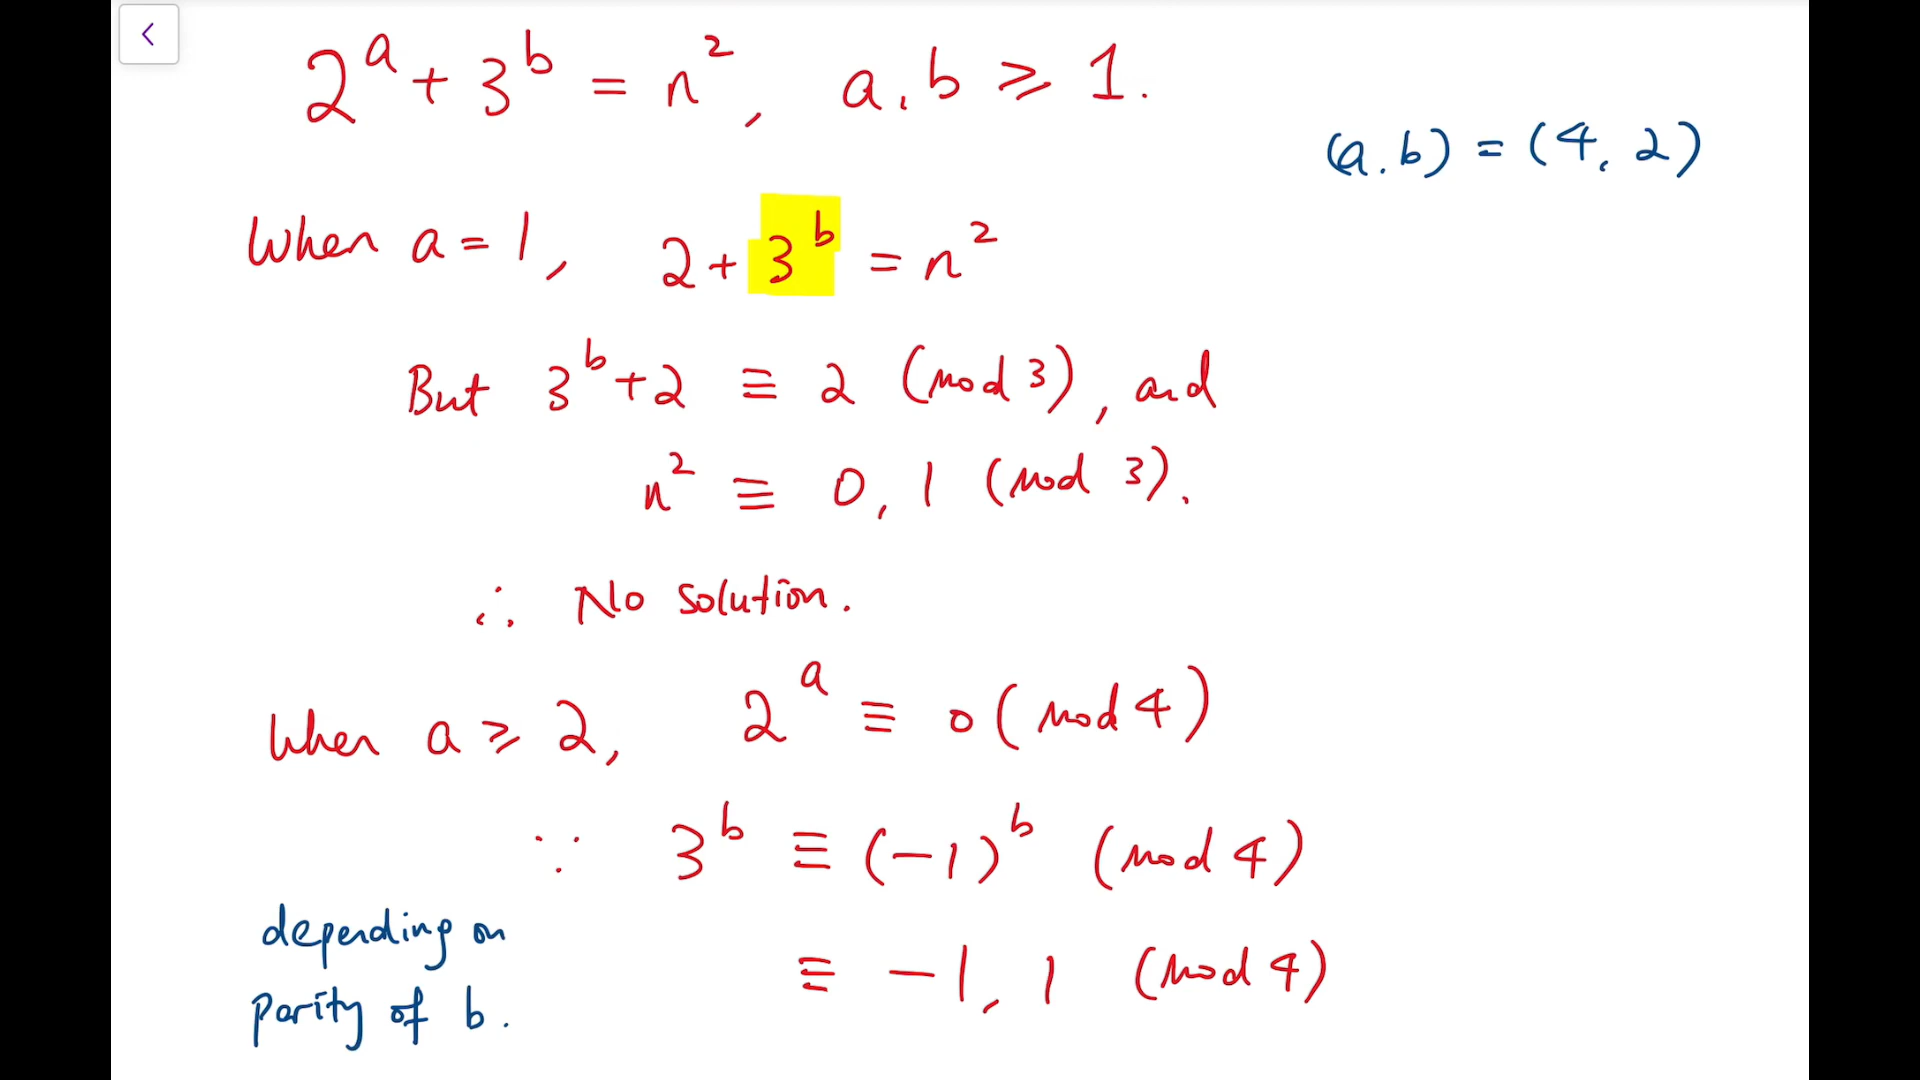 2^a + 3^b = n^2, a, b ⩾ 1.
(a, b) = (4, 2)
When a = 1, 2 + 3^b = n^2
But 3^b + 2 ≡ 2 (mod 3), and
n^2 ≡ 0, 1 (mod 3).
∴ No solution.
When a ⩾ 2, 2^a ≡ 0 (mod 4)
∵ 3^b ≡ (-1)^b (mod 4)
≡ -1, 1 (mod 4)
depending on
parity of b.